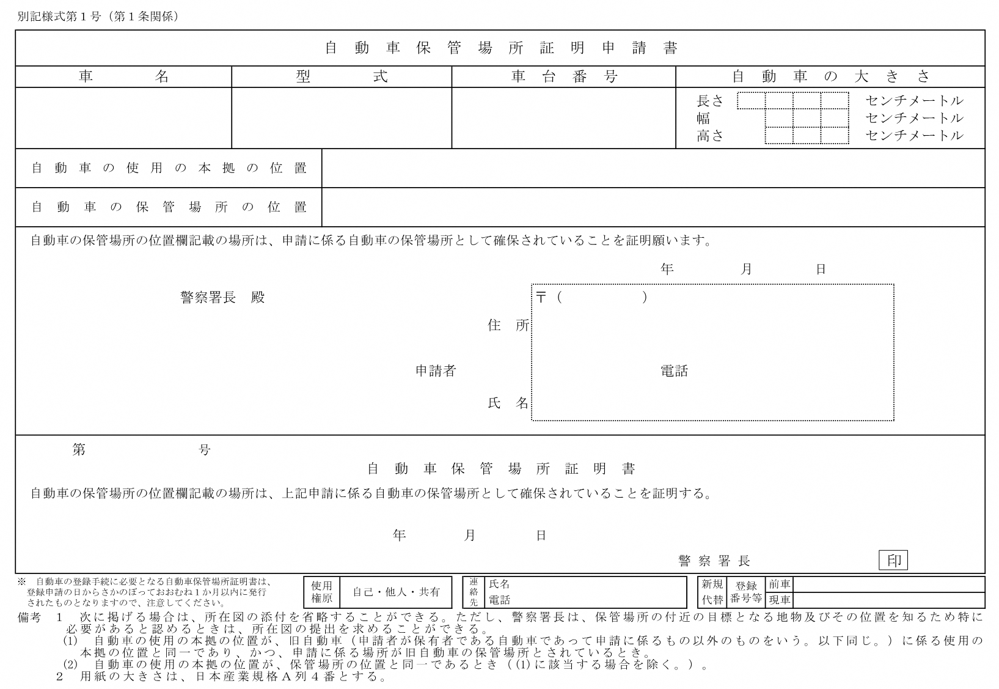 別記様式第１号（第１条関係）
自動車保管場所証明申請書
車名 型式 車台番号 自動車の大きさ
長さ センチメートル
幅 センチメートル
高さ センチメートル
自動車の使用の本拠の位置
自動車の保管場所の位置
自動車の保管場所の位置欄記載の場所は、申請に係る自動車の保管場所として確保されていることを証明願います。
年 月 日
警察署長 殿 〒（ ）
住所
申請者 電話
氏名
第 号
自動車保管場所証明書
自動車の保管場所の位置欄記載の場所は、上記申請に係る自動車の保管場所として確保されていることを証明する。
年 月 日
警察署長 印
※ 自動車の登録手続に必要となる自動車保管場所証明書は、
登録申請の日からさかのぼっておおむね１か月以内に発行
されたものとなりますので、注意してください。
使用
権原
自己・他人・共有
連絡先
氏名
電話
新規
代替
登録
番号等
前車
現車
備考 １ 次に掲げる場合は、所在図の添付を省略することができる。ただし、警察署長は、保管場所の付近の目標となる地物及びその位置を知るため特に
必要があると認めるときは、所在図の提出を求めることができる。
(1) 自動車の使用の本拠の位置が、旧自動車（申請者が保有者である自動車であって申請に係るもの以外のものをいう。以下同じ。）に係る使用の
本拠の位置と同一であり、かつ、申請に係る場所が旧自動車の保管場所とされているとき。
(2) 自動車の使用の本拠の位置が、保管場所の位置と同一であるとき（(1)に該当する場合を除く。）。
２ 用紙の大きさは、日本産業規格Ａ列４番とする。